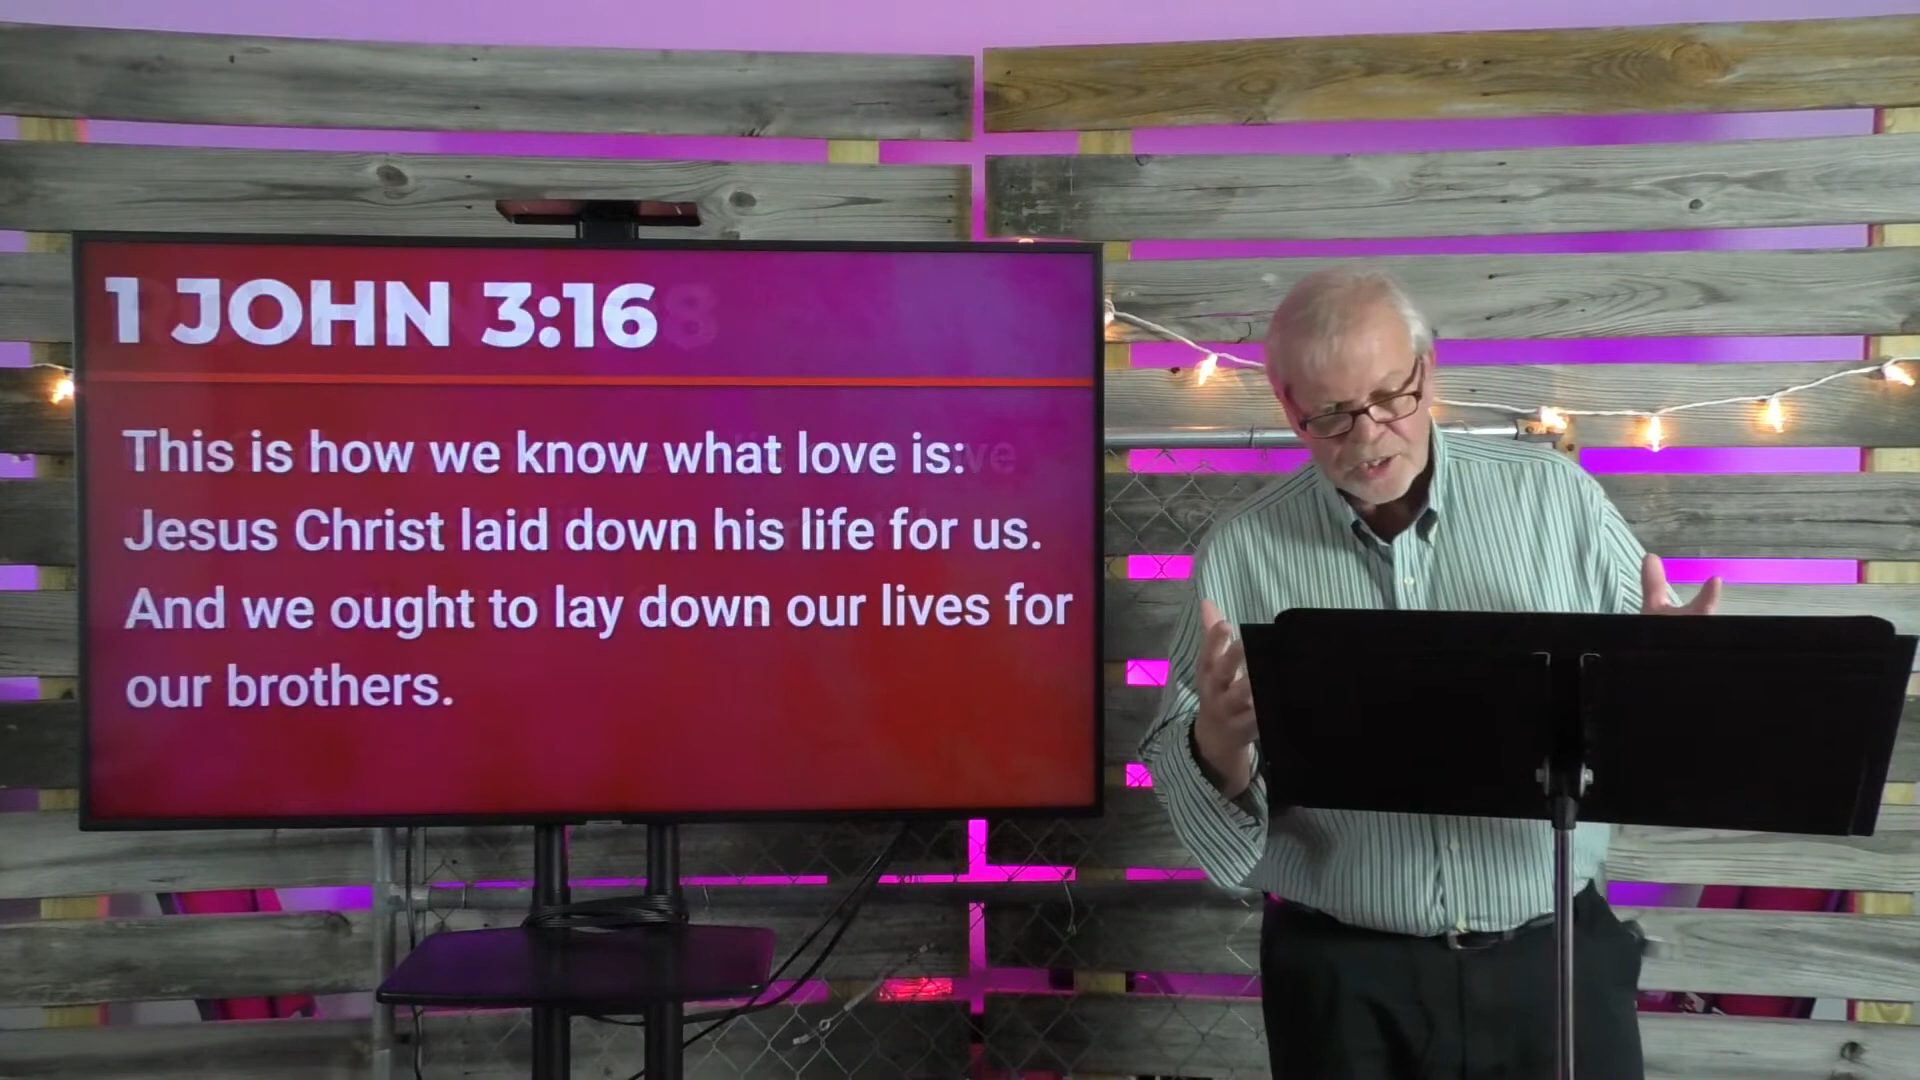 1 JOHN 3:16
This is how we know what love is:
Jesus Christ laid down his life for us.
And we ought to lay down our lives for
our brothers.